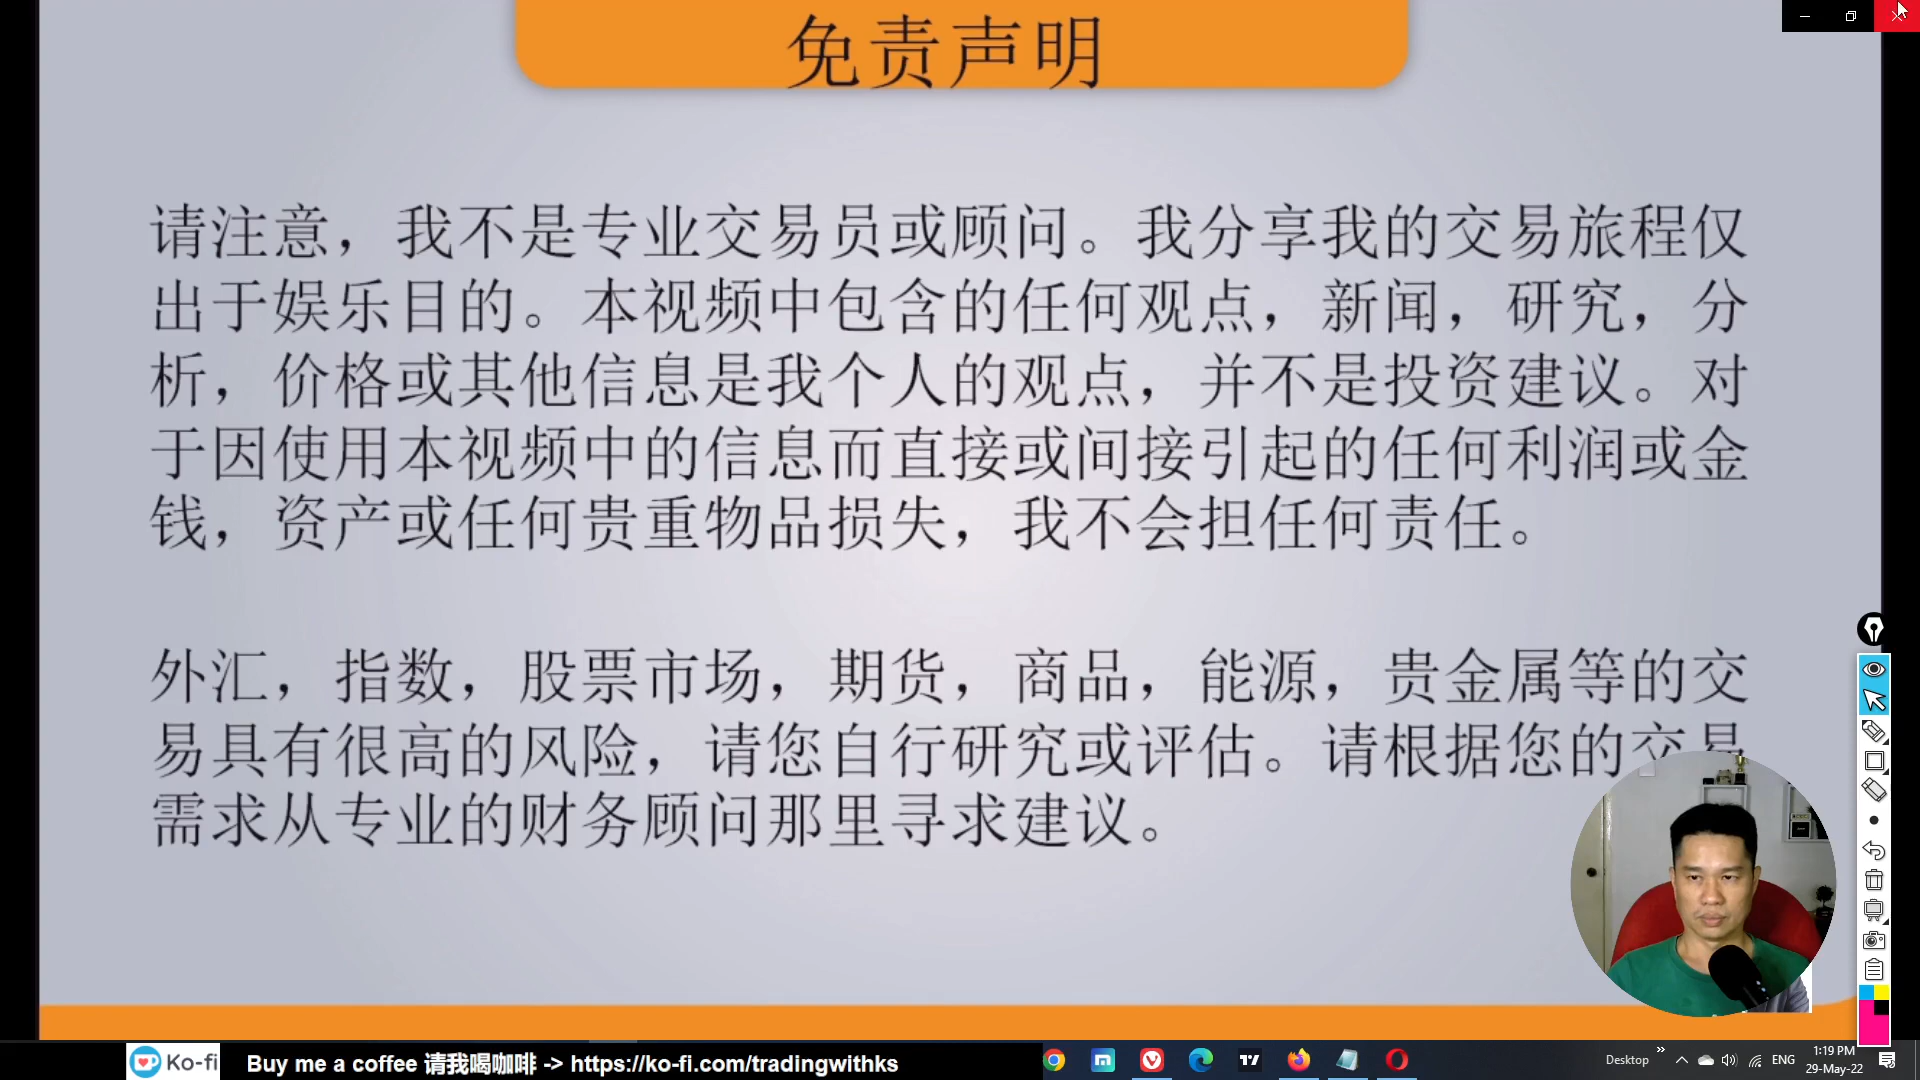 免责声明
请注意，我不是专业交易员或顾问。我分享我的交易旅程仅
出于娱乐目的。本视频中包含的任何观点，新闻，研究，分
析，价格或其他信息是我个人的观点，并不是投资建议。对
于因使用本视频中的信息而直接或间接引起的任何利润或金
钱，资产或任何贵重物品损失，我不会担任何责任。
外汇，指数，股票市场，期货，商品，能源，贵金属等的交
易具有很高的风险，请您自行研究或评估。请根据您的交易
需求从专业的财务顾问那里寻求建议。
Ko-fi Buy me a coffee 请我喝咖啡 -> https://ko-fi.com/tradingwithks
Desktop ENG 1:19 PM
29-May-22